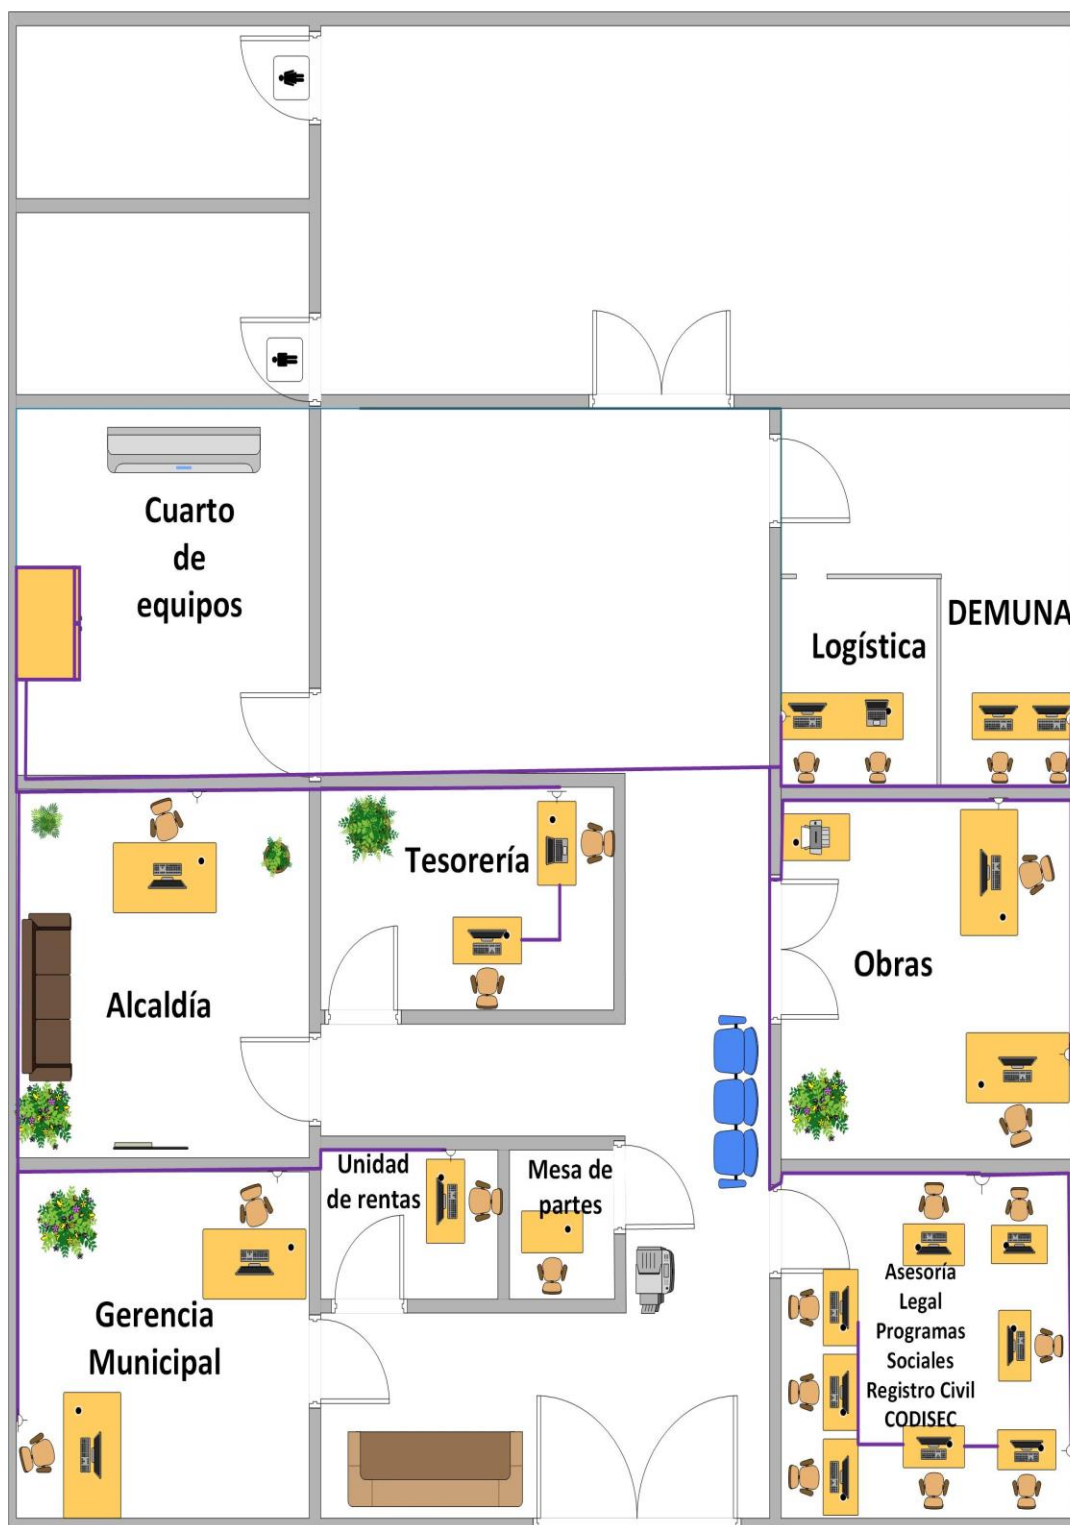 Cuarto
de
equipos
Logística
DEMUNA
Tesorería
Alcaldía
Obras
Unidad
de rentas
Mesa de
partes
Gerencia
Municipal
Asesoría
Legal
Programas
Sociales
Registro Civil
CODISEC